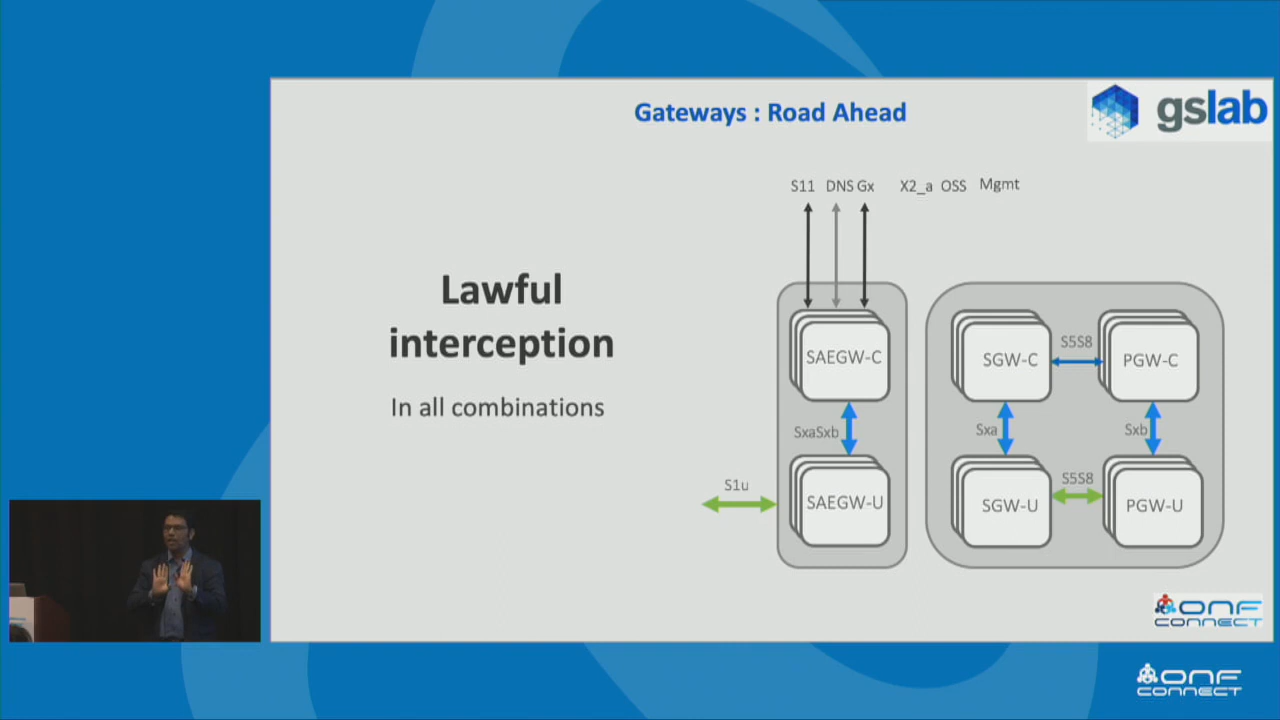 Gateways : Road Ahead
gslab
S11 DNS Gx X2_a OSS Mgmt
Lawful
interception
In all combinations
SAEGW-C
SGW-C
S5S8
PGW-C
SxaSxb
Sxa
Sxb
S1u
SAEGW-U
SGW-U
S5S8
PGW-U
ONF
CONNECT
ONF
CONNECT